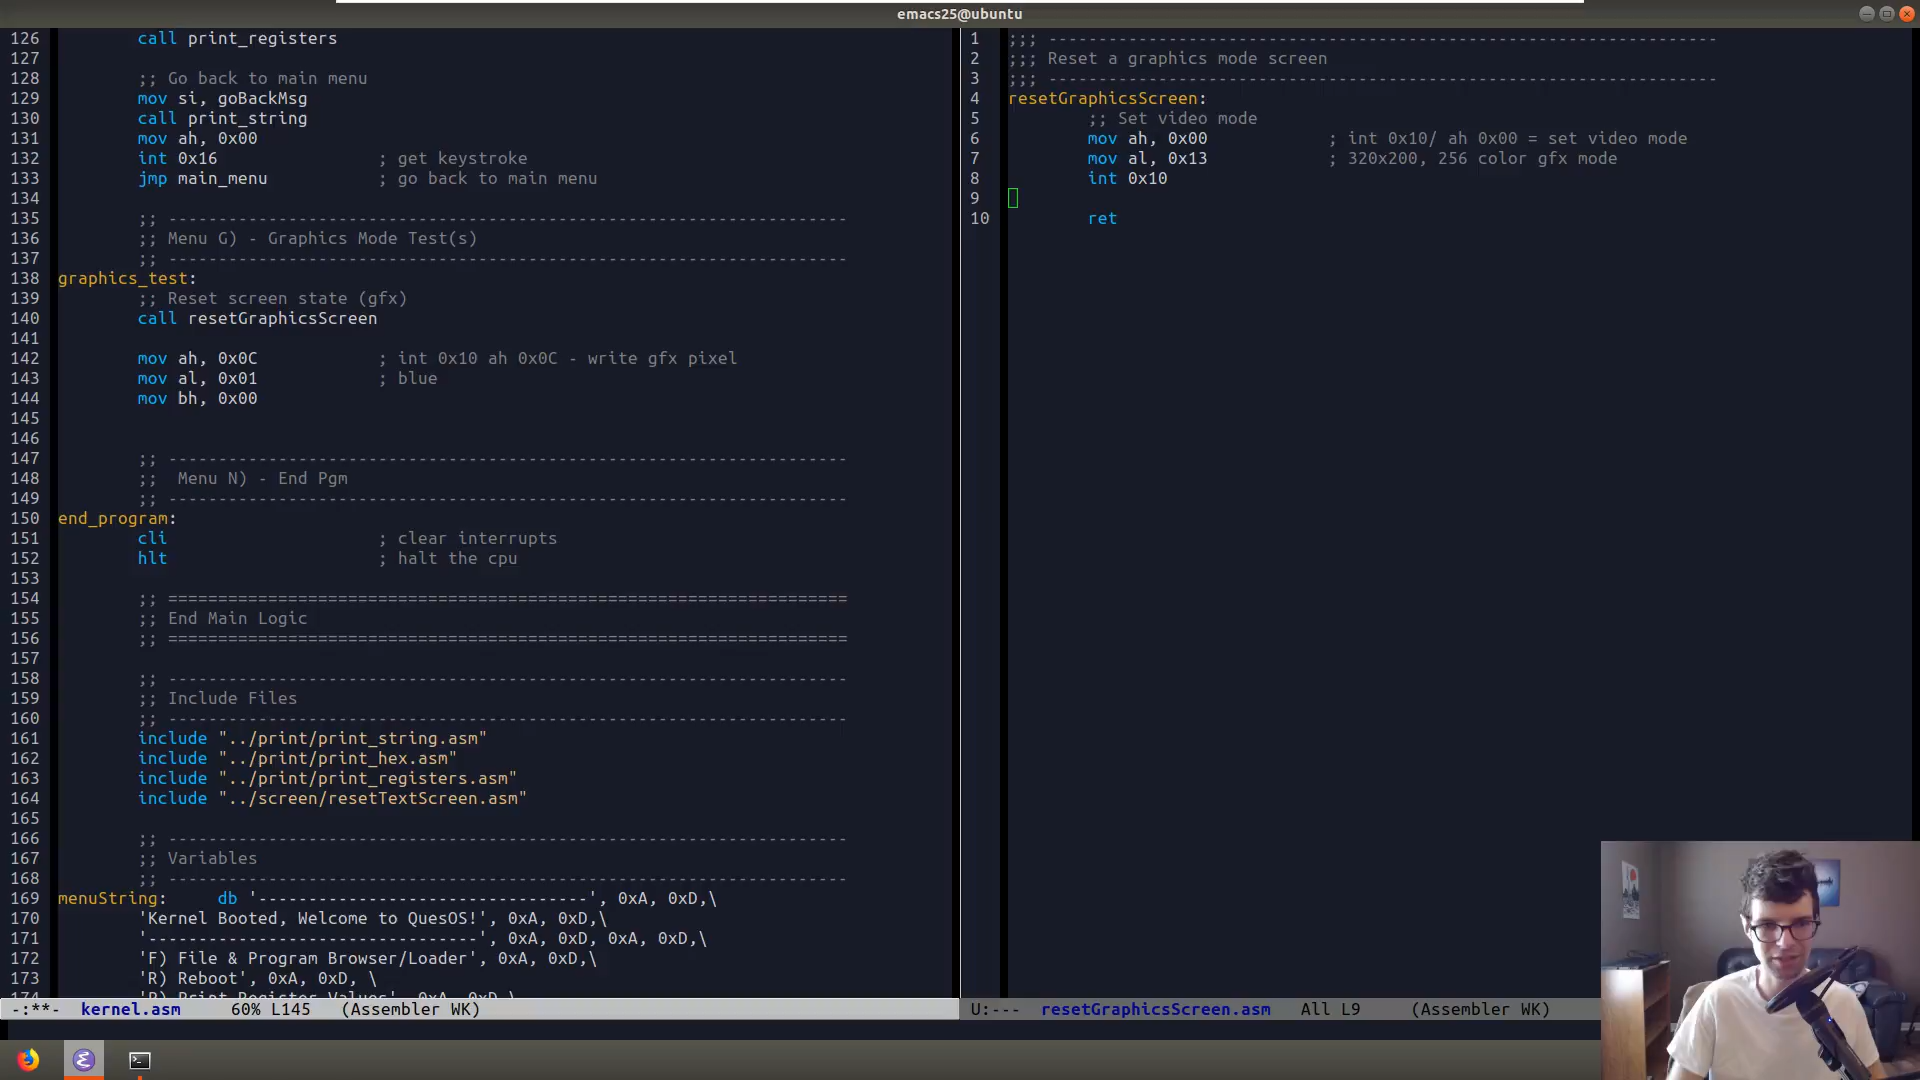 emacs25@ubuntu
126 call print_registers
127
128 ;; Go back to main menu
129 mov si, goBackMsg
130 call print_string
131 mov ah, 0x00
132 int 0x16 ; get keystroke
133 jmp main_menu ; go back to main menu
134
135 ;; --------------------------------------------------------------------
136 ;; Menu G) - Graphics Mode Test(s)
137 ;; --------------------------------------------------------------------
138 graphics_test:
139 ;; Reset screen state (gfx)
140 call resetGraphicsScreen
141
142 mov ah, 0x0C ; int 0x10 ah 0x0C - write gfx pixel
143 mov al, 0x01 ; blue
144 mov bh, 0x00
145
146
147 ;; --------------------------------------------------------------------
148 ;;  Menu N) - End Pgm
149 ;; --------------------------------------------------------------------
150 end_program:
151 cli ; clear interrupts
152 hlt ; halt the cpu
153
154 ;; ====================================================================
155 ;; End Main Logic
156 ;; ====================================================================
157
158 ;; --------------------------------------------------------------------
159 ;; Include Files
160 ;; --------------------------------------------------------------------
161 include "../print/print_string.asm"
162 include "../print/print_hex.asm"
163 include "../print/print_registers.asm"
164 include "../screen/resetTextScreen.asm"
165
166 ;; --------------------------------------------------------------------
167 ;; Variables
168 ;; --------------------------------------------------------------------
169 menuString: db '---------------------------------', 0xA, 0xD,\
170 'Kernel Booted, Welcome to QuesOS!', 0xA, 0xD,\
171 '---------------------------------', 0xA, 0xD, 0xA, 0xD,\
172 'F) File & Program Browser/Loader', 0xA, 0xD,\
173 'R) Reboot', 0xA, 0xD, \
174 'P) Print Register Values', 0xA, 0xD,\
-:**- kernel.asm 60% L145 (Assembler WK)
1 ;;; -------------------------------------------------------------------
2 ;;; Reset a graphics mode screen
3 ;;; -------------------------------------------------------------------
4 resetGraphicsScreen:
5 ;; Set video mode
6 mov ah, 0x00 ; int 0x10/ ah 0x00 = set video mode
7 mov al, 0x13 ; 320x200, 256 color gfx mode
8 int 0x10
9
10 ret
U:--- resetGraphicsScreen.asm All L9 (Assembler WK)